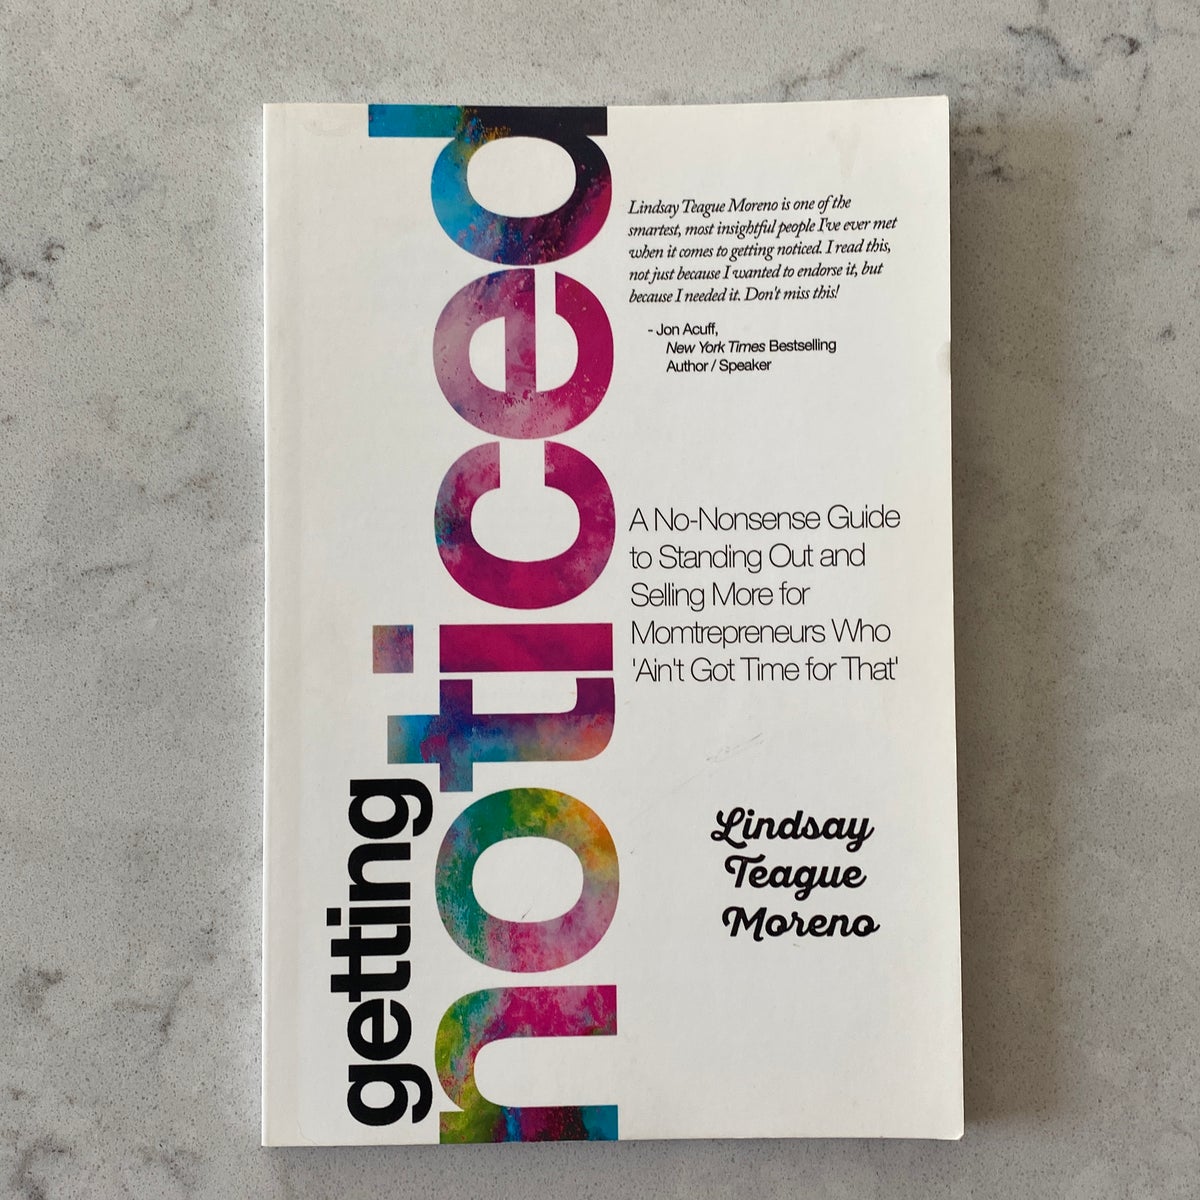 getting
noticed
Lindsay Teague Moreno is one of the
smartest, most insightful people I've ever met
when it comes to getting noticed. I read this,
not just because I wanted to endorse it, but
because I needed it. Don't miss this!
- Jon Acuff,
New York Times Bestselling
Author / Speaker
A No-Nonsense Guide
to Standing Out and
Selling More for
Momtrepreneurs Who
'Ain't Got Time for That'
Lindsay
Teague
Moreno